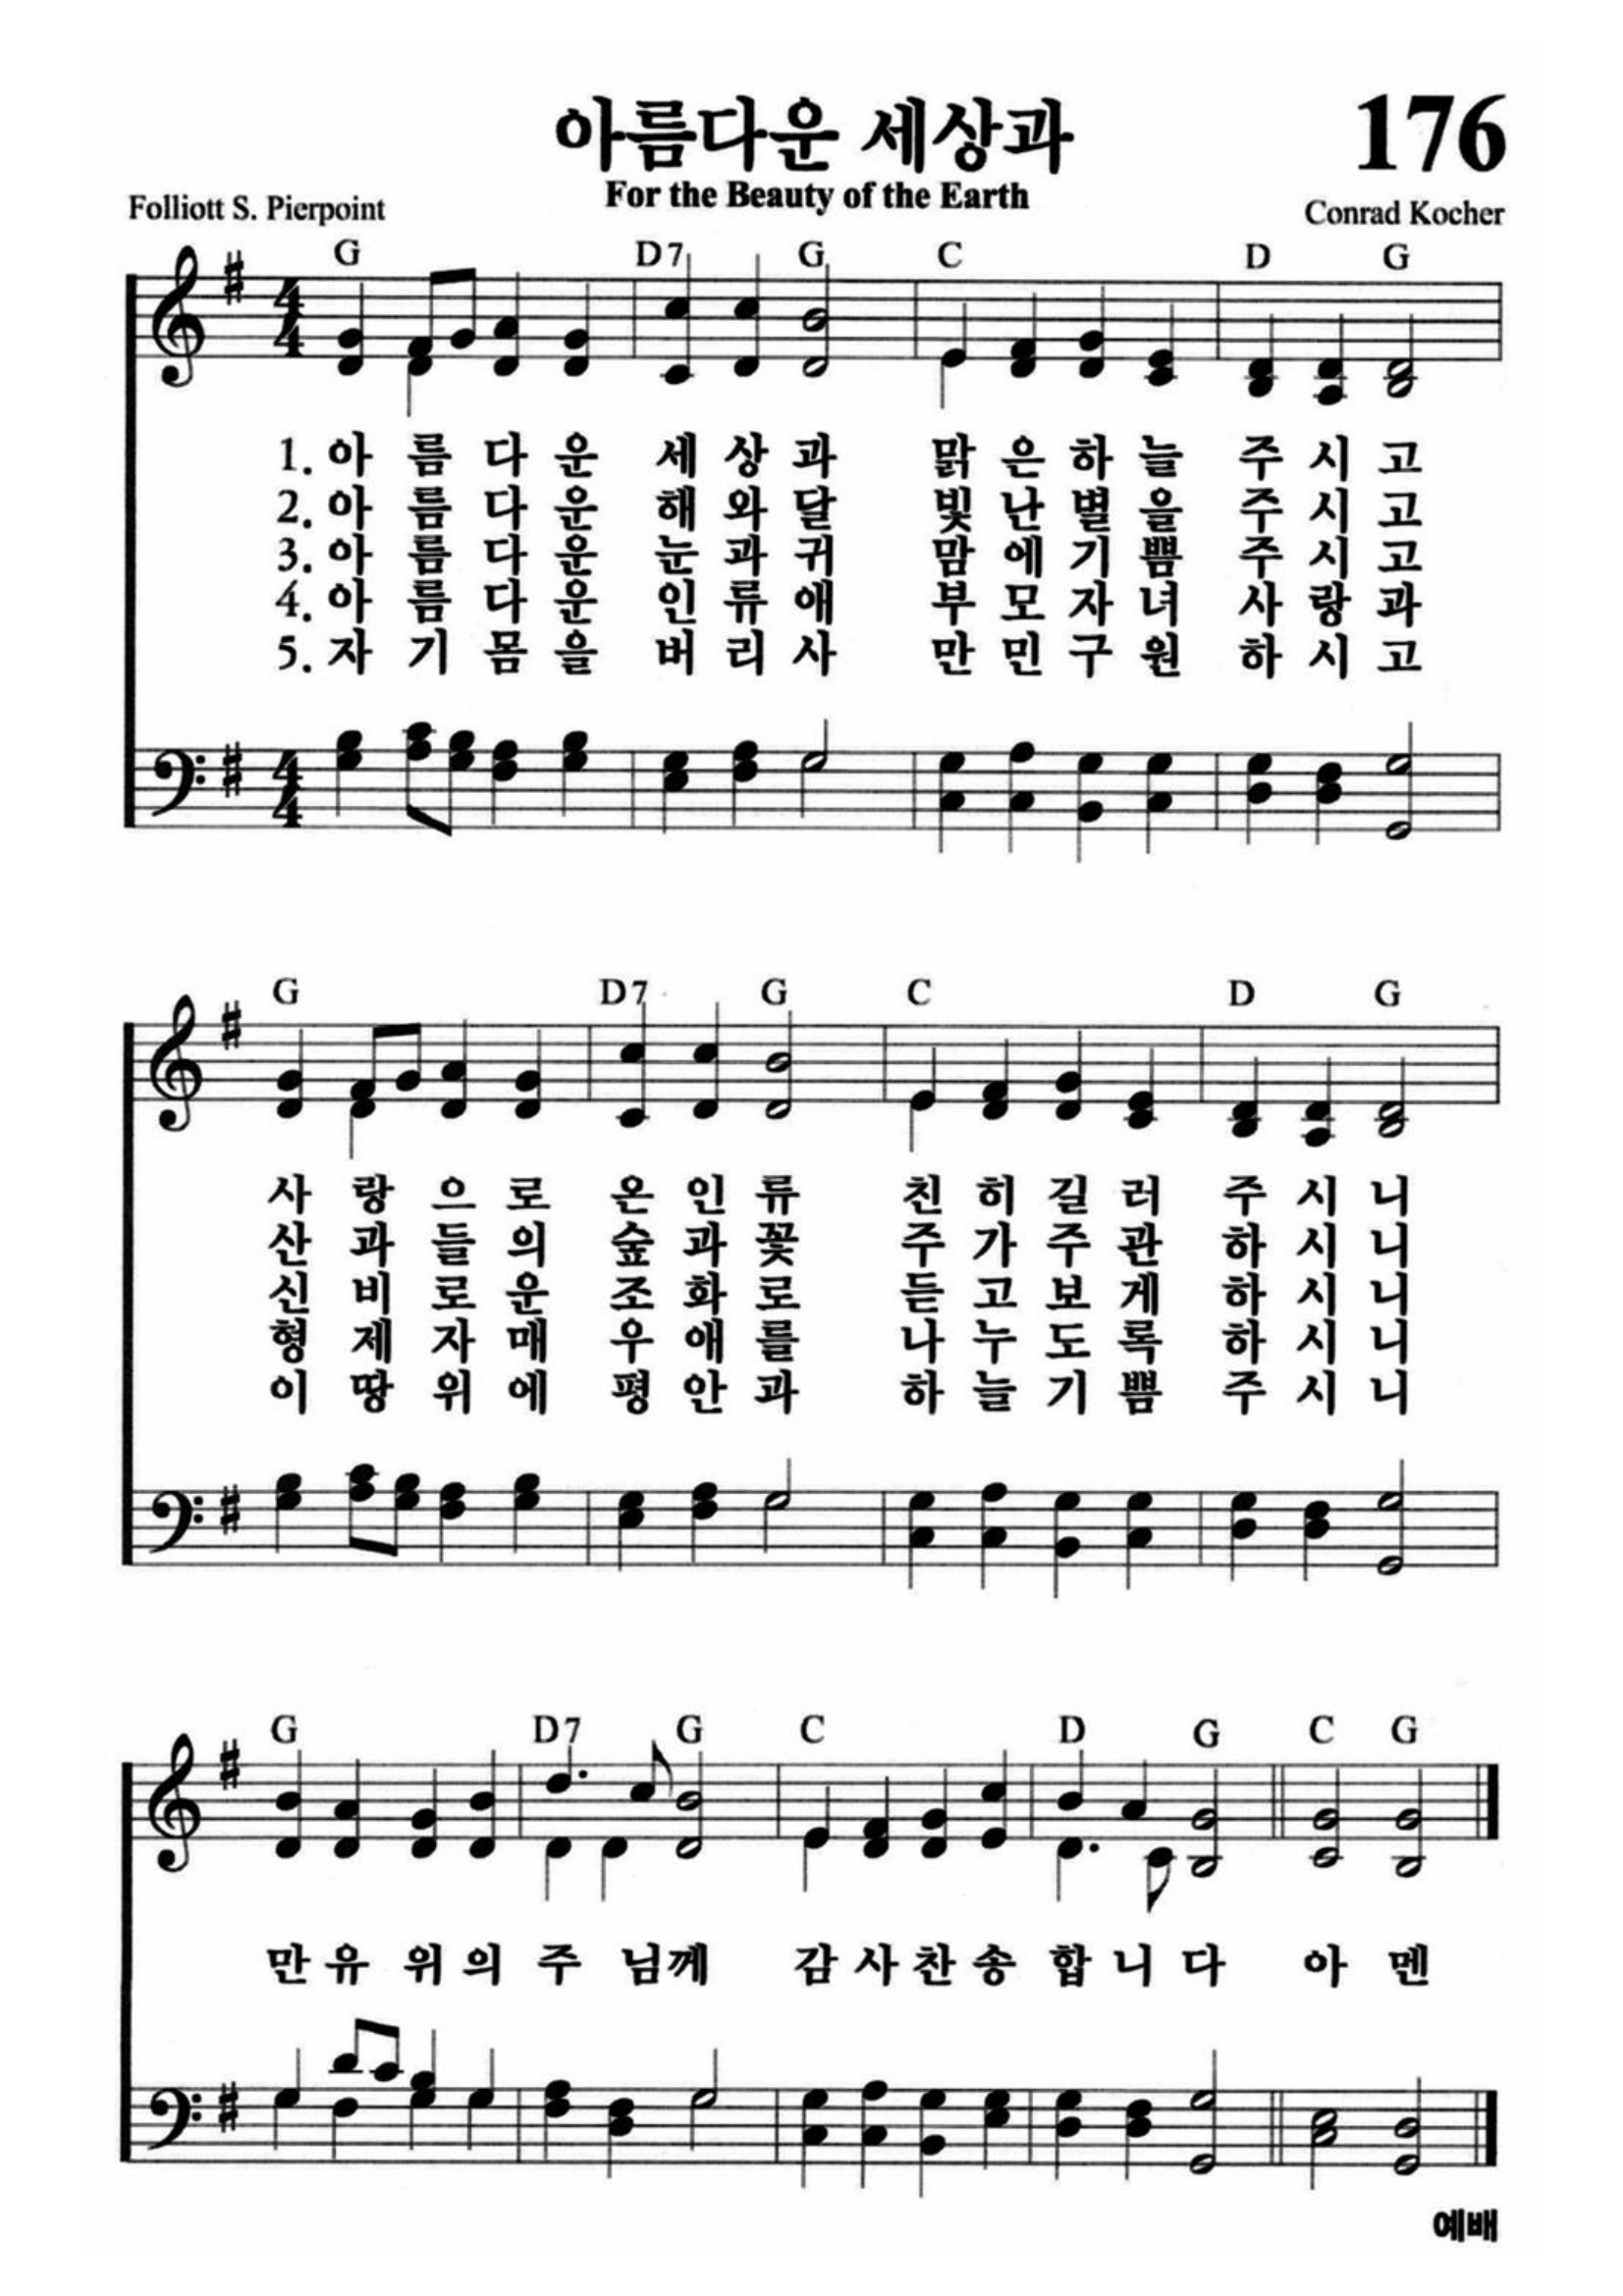 아름다운 세상과
176
For the Beauty of the Earth
Folliott S. Pierpoint
Conrad Kocher
G D7 G C D G
4/4
1. 아 름 다 운 세 상 과 맑 은 하 늘 주 시 고
2. 아 름 다 운 해 와 달 빛 난 별 을 주 시 고
3. 아 름 다 운 눈 과 귀 맘 에 기 쁨 주 시 고
4. 아 름 다 운 인 류 애 부 모 자 녀 사 랑 과
5. 자 기 몸 을 버 리 사 만 민 구 원 하 시 고
4/4
G D7 G C D G
사 랑 으 로 온 인 류 친 히 길 러 주 시 니
산 과 들 의 숲 과 꽃 주 가 주 관 하 시 니
신 비 로 운 조 화 로 듣 고 보 게 하 시 니
형 제 자 매 우 애 를 나 누 도 록 하 시 니
이 땅 위 에 평 안 과 하 늘 기 쁨 주 시 니
G D7 G C D G C G
만 유 위 의 주 님께 감 사 찬 송 합 니 다 아 멘
예배